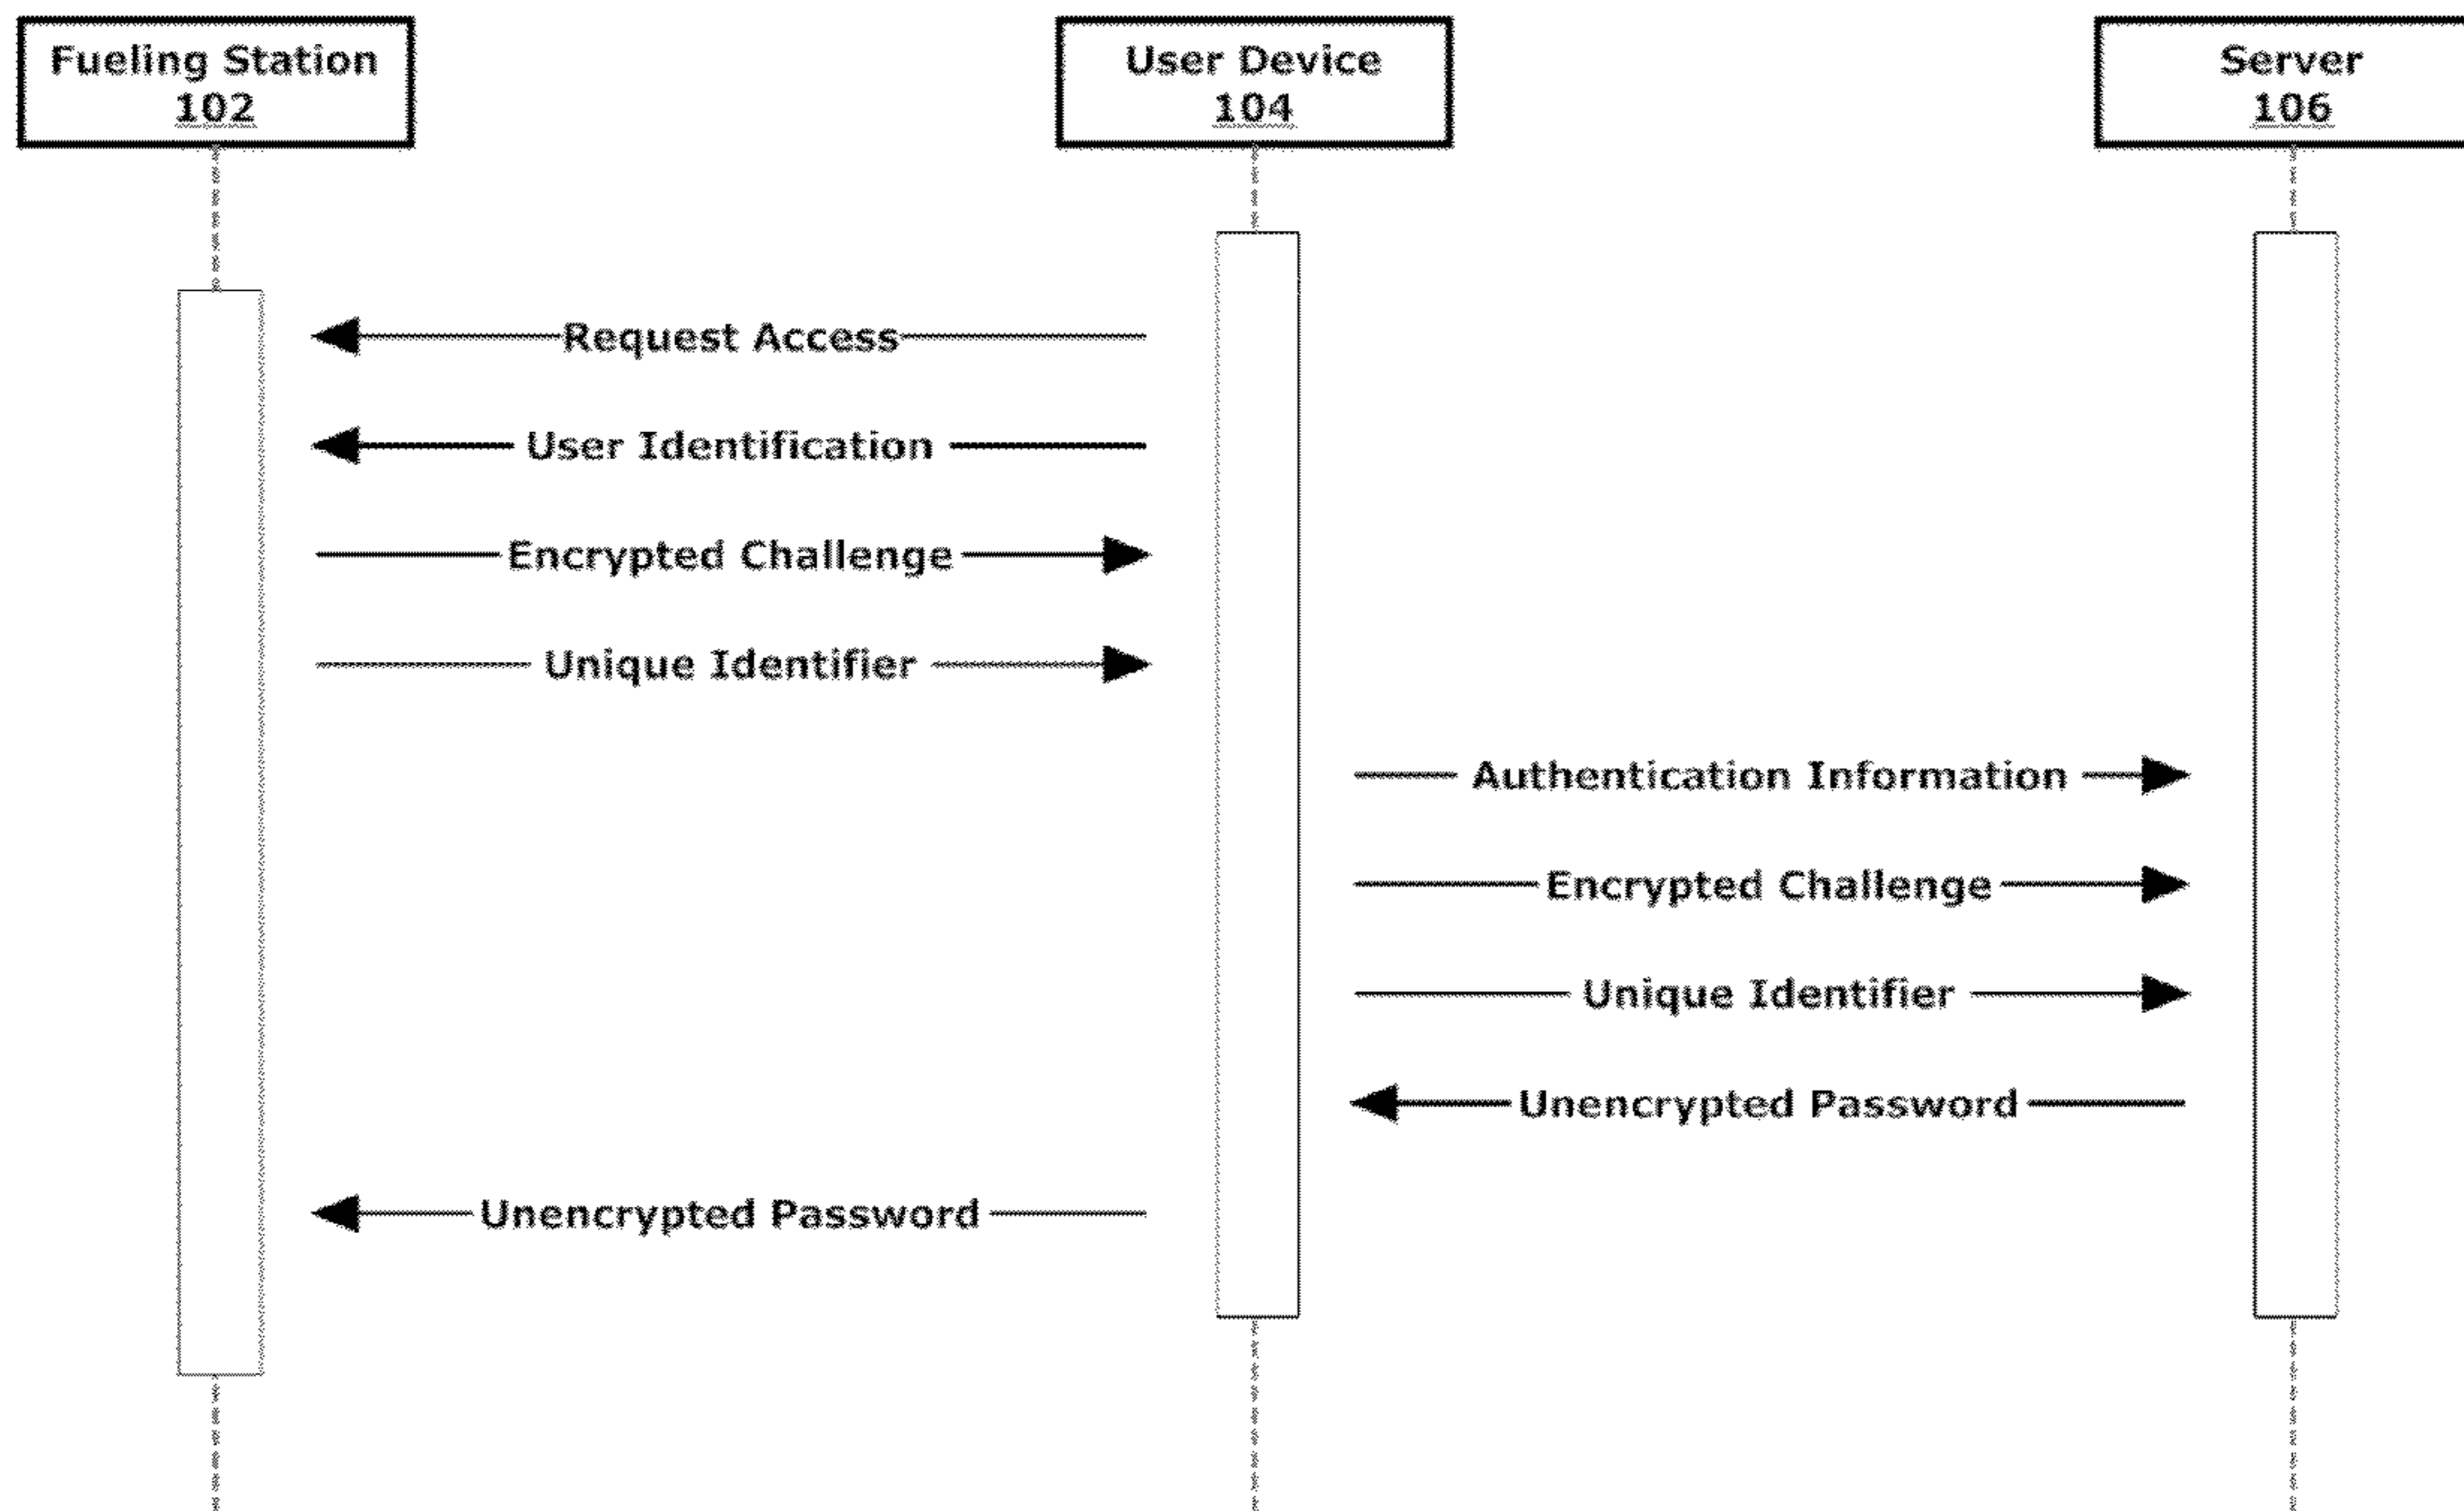 Fueling Station
102
User Device
104
Server
106
Request Access
User Identification
Encrypted Challenge
Unique Identifier
Authentication Information
Encrypted Challenge
Unique Identifier
Unencrypted Password
Unencrypted Password